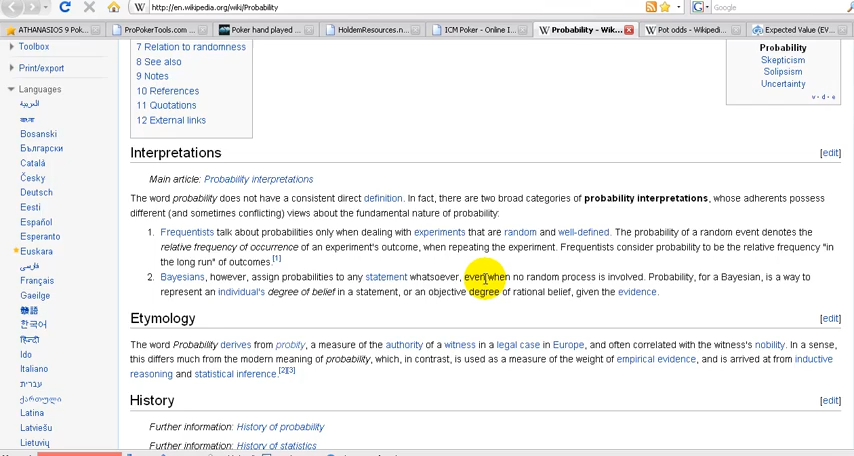 http://en.wikipedia.org/wiki/Probability
Google
ATHANASIOS 9 Pok...
ProPokerTools.com ...
Poker hand played ...
HoldemResources.n...
ICM Poker - Online I...
Probability - Wik...
Pot odds - Wikipedi...
Expected Value (EV...
Toolbox
Print/export
Languages
العربية
বাংলা
Bosanski
Български
Català
Česky
Deutsch
Eesti
Español
Esperanto
Euskara
فارسی
Français
Gaeilge
한국어
हिन्दी
Ido
Italiano
עברית
ქართული
Latina
Latviešu
Lietuvių
7 Relation to randomness
8 See also
9 Notes
10 References
11 Quotations
12 External links
Probability
Skepticism
Solipsism
Uncertainty
v · d · e
Interpretations
[edit]
Main article: Probability interpretations
The word probability does not have a consistent direct definition. In fact, there are two broad categories of probability interpretations, whose adherents possess
different (and sometimes conflicting) views about the fundamental nature of probability:
1. Frequentists talk about probabilities only when dealing with experiments that are random and well-defined. The probability of a random event denotes the
relative frequency of occurrence of an experiment's outcome, when repeating the experiment. Frequentists consider probability to be the relative frequency "in
the long run" of outcomes.[1]
2. Bayesians, however, assign probabilities to any statement whatsoever, even when no random process is involved. Probability, for a Bayesian, is a way to
represent an individual's degree of belief in a statement, or an objective degree of rational belief, given the evidence.
Etymology
[edit]
The word Probability derives from probity, a measure of the authority of a witness in a legal case in Europe, and often correlated with the witness's nobility. In a sense,
this differs much from the modern meaning of probability, which, in contrast, is used as a measure of the weight of empirical evidence, and is arrived at from inductive
reasoning and statistical inference.[2][3]
History
[edit]
Further information: History of probability
Further information: History of statistics